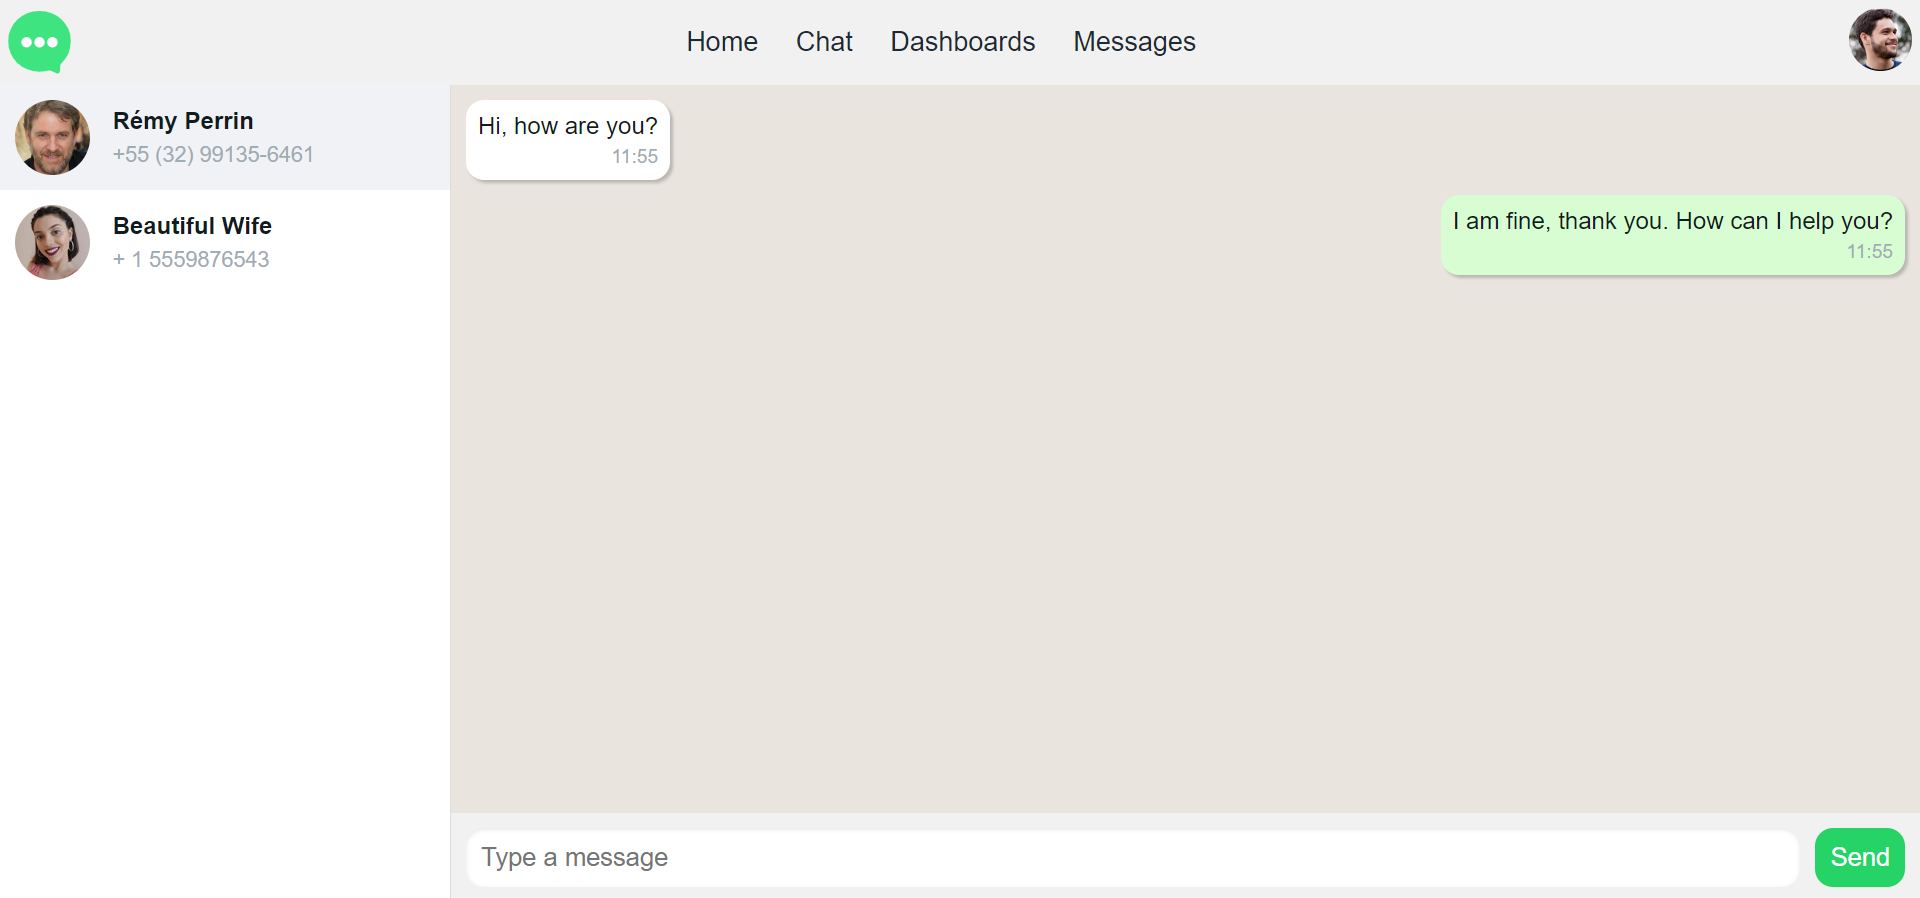 Home Chat Dashboards Messages
Rémy Perrin
+55 (32) 99135-6461
Beautiful Wife
+ 1 5559876543
Hi, how are you?
11:55
I am fine, thank you. How can I help you?
11:55
Type a message
Send